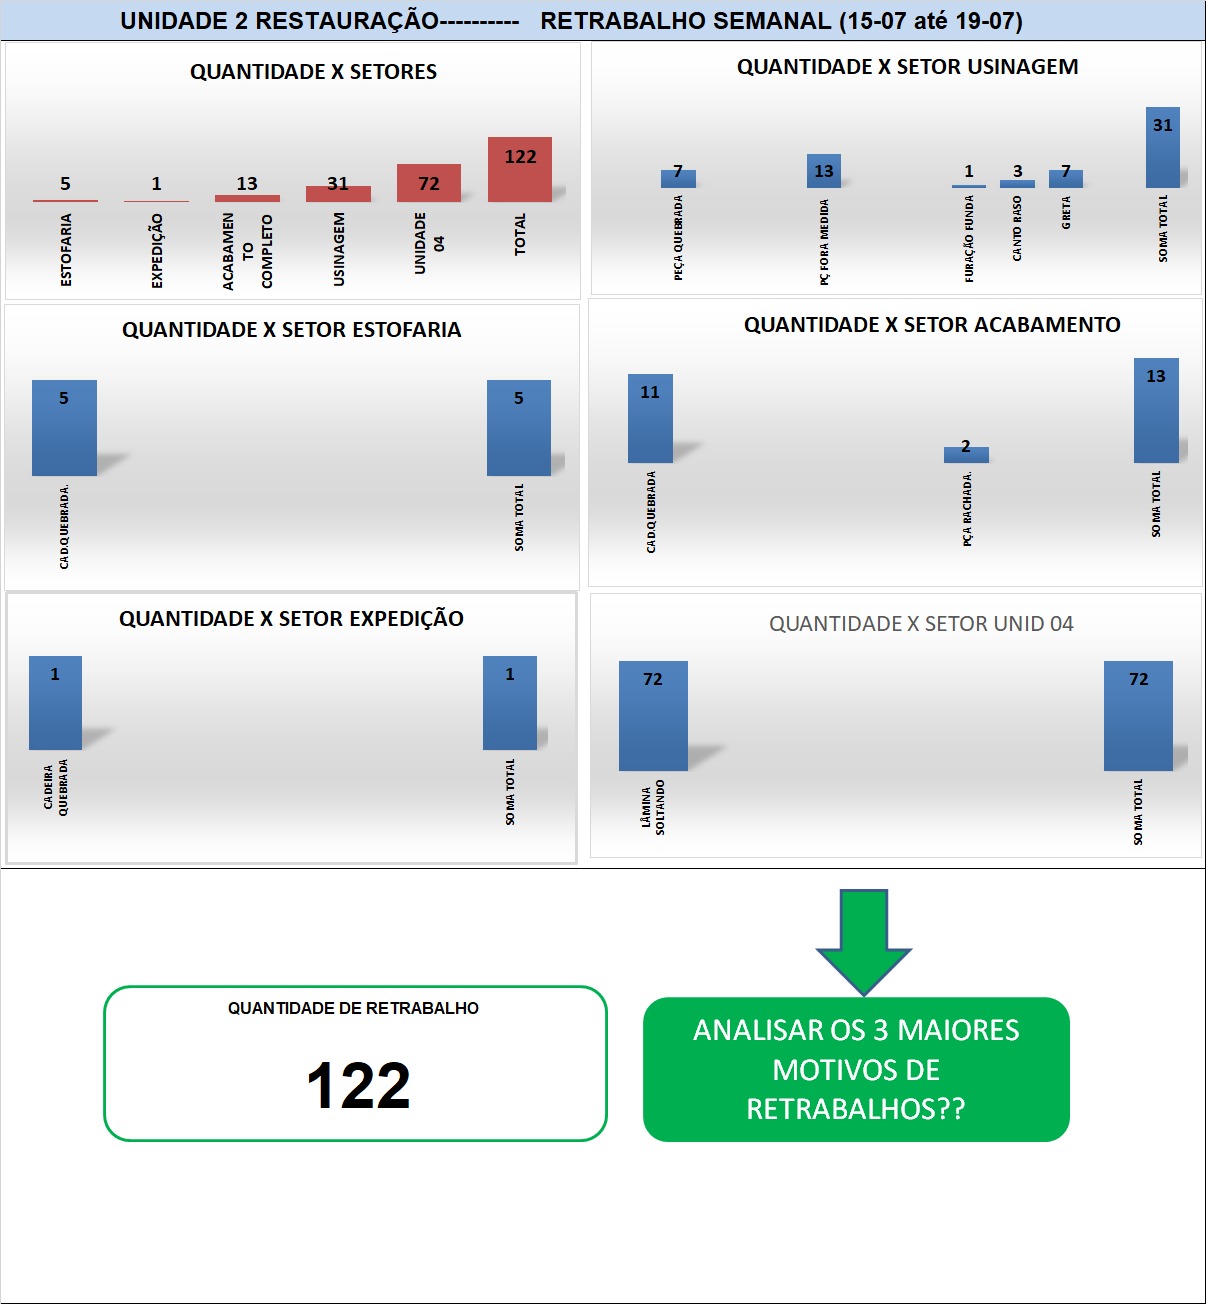 UNIDADE 2 RESTAURAÇÃO---------- RETRABALHO SEMANAL (15-07 até 19-07)
QUANTIDADE X SETORES
5
1
13
31
72
122
ESTOFARIA
EXPEDIÇÃO
ACABAMEN
TO
COMPLETO
USINAGEM
UNIDADE
04
TOTAL
QUANTIDADE X SETOR USINAGEM
7
13
1
3
7
31
PEÇA QUEBRADA
PÇ FORA MEDIDA
FURAÇÃO FUNDA
CANTO RASO
GRETA
SOMA TOTAL
QUANTIDADE X SETOR ESTOFARIA
5
5
CAD.QUEBRADA.
SOMA TOTAL
QUANTIDADE X SETOR ACABAMENTO
11
2
13
CAD.QUEBRADA
PÇA RACHADA.
SOMA TOTAL
QUANTIDADE X SETOR EXPEDIÇÃO
1
1
CADEIRA
QUEBRADA
SOMA TOTAL
QUANTIDADE X SETOR UNID 04
72
72
LÂMINA
SOLTANDO
SOMA TOTAL
QUANTIDADE DE RETRABALHO
122
ANALISAR OS 3 MAIORES
MOTIVOS DE
RETRABALHOS??